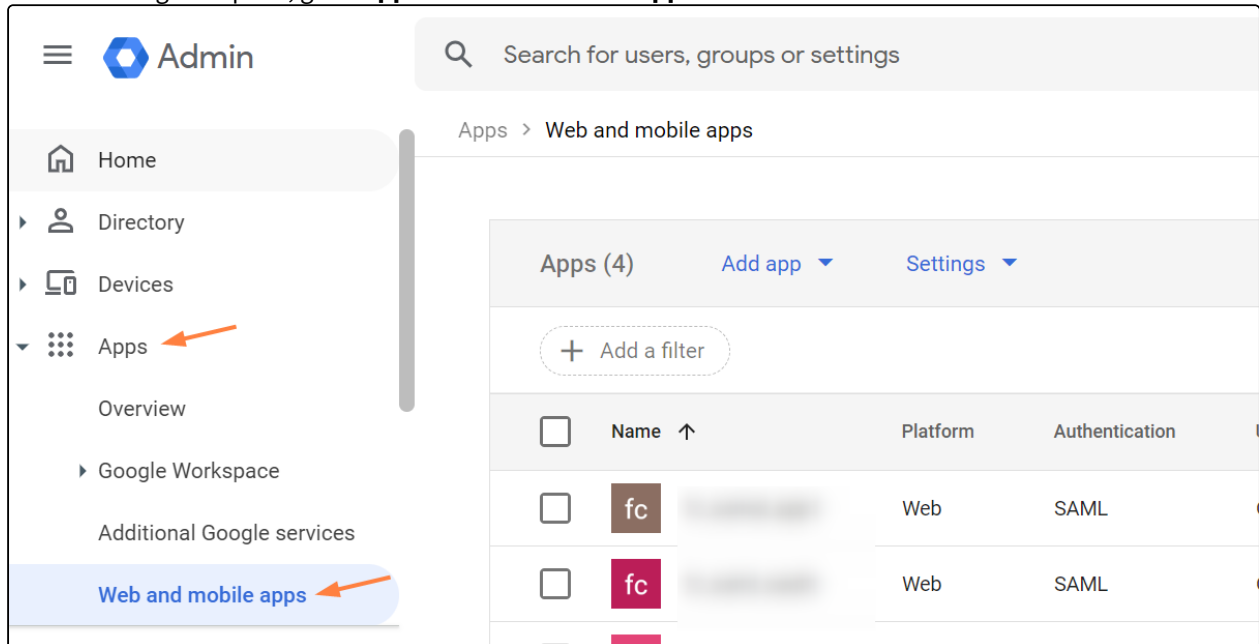 Admin
Search for users, groups or settings
Apps > Web and mobile apps
Home
Directory
Devices
Apps
Overview
Google Workspace
Additional Google services
Web and mobile apps
Apps (4) Add app Settings
+ Add a filter
Name Platform Authentication
fc Web SAML
fc Web SAML